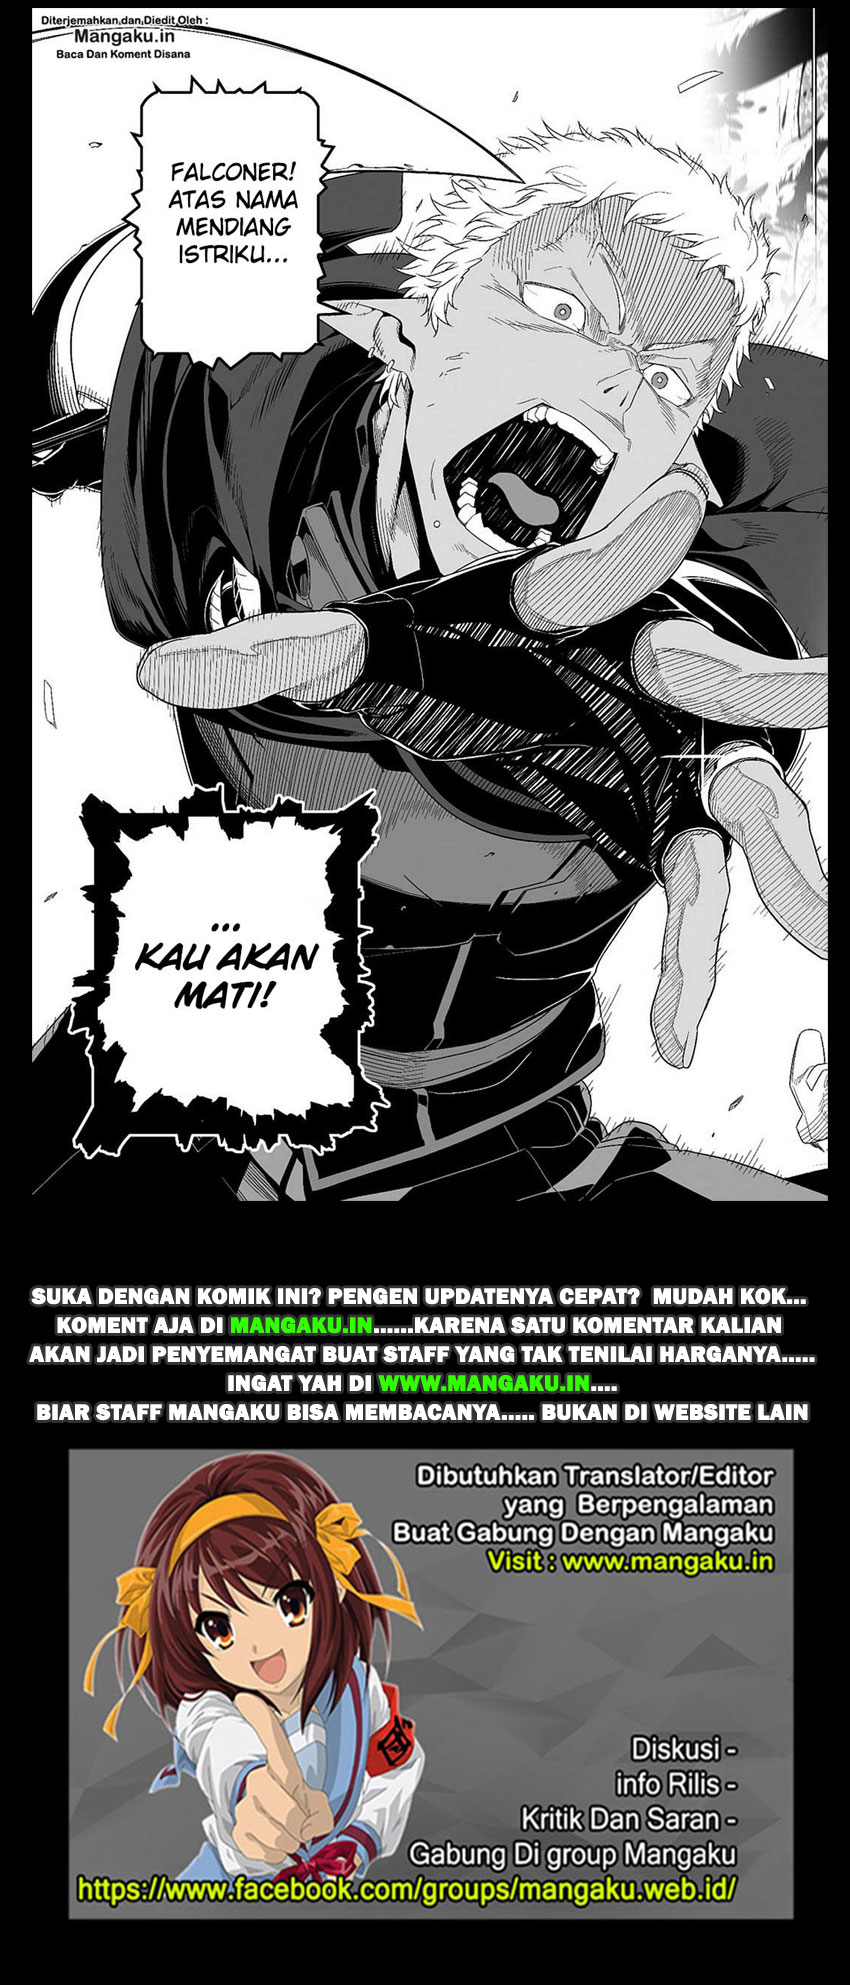 Diterjemahkan dan Diedit Oleh :
Mangaku.in
Baca Dan Koment Disana
FALCONER!
ATAS NAMA
MENDIANG
ISTRIKU...
...
KAU AKAN
MATI!
SUKA DENGAN KOMIK INI? PENGEN UPDATENYA CEPAT? MUDAH KOK...
KOMENT AJA DI MANGAKU.IN......KARENA SATU KOMENTAR KALIAN
AKAN JADI PENYEMANGAT BUAT STAFF YANG TAK TENILAI HARGANYA.....
INGAT YAH DI WWW.MANGAKU.IN....
BIAR STAFF MANGAKU BISA MEMBACANYA..... BUKAN DI WEBSITE LAIN
Dibutuhkan Translator/Editor
yang Berpengalaman
Buat Gabung Dengan Mangaku
Visit : www.mangaku.in
Diskusi -
info Rilis -
Kritik Dan Saran -
Gabung Di group Mangaku
https://www.facebook.com/groups/mangaku.web.id/